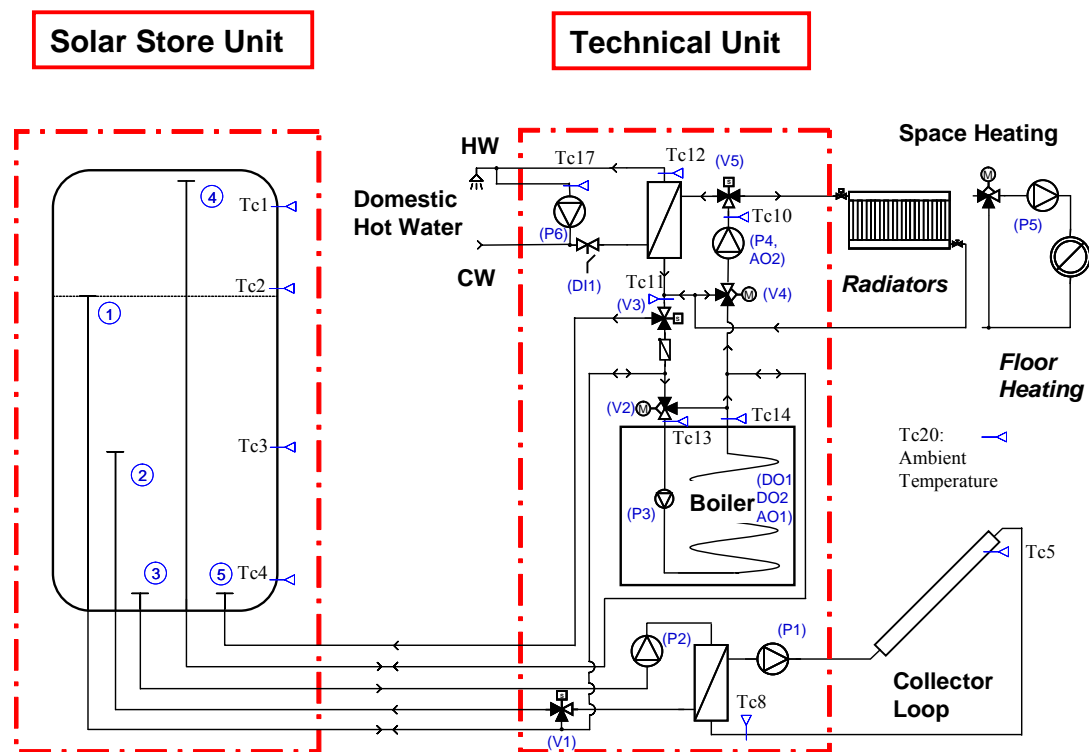 Solar Store Unit
Technical Unit
HW
Tc17
Tc12
(V5)
Space Heating
M
4
Tc1
Domestic
Hot Water
s
Tc10
(P5)
(P6)
(P4,
AO2)
CW
(DI1)
Tc11
Radiators
Tc2
1
(V3)
M
(V4)
s
Floor
Heating
(V2)
M
Tc13
Tc14
Tc3
2
Tc20:
Ambient
Temperature
(P3)
Boiler
(DO1
DO2
AO1)
3
5
Tc4
Tc5
(P2)
(P1)
s
(V1)
Tc8
Collector
Loop